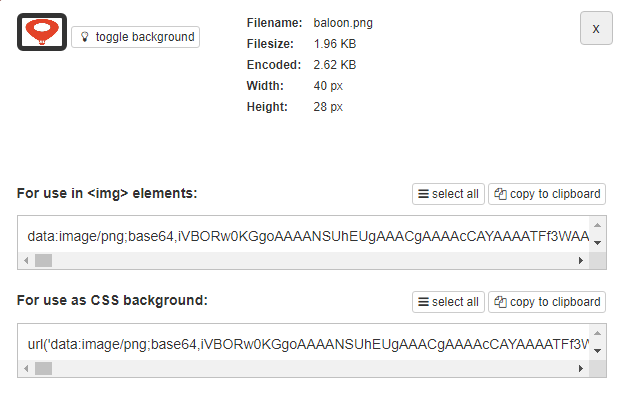 toggle background
Filename: baloon.png
Filesize: 1.96 KB
Encoded: 2.62 KB
Width: 40 px
Height: 28 px
x
For use in <img> elements:
select all
copy to clipboard
data:image/png;base64,iVBORw0KGgoAAAANSUhEUgAAACgAAAAcCAYAAAATFf3WAA
For use as CSS background:
select all
copy to clipboard
url('data:image/png;base64,iVBORw0KGgoAAAANSUhEUgAAACgAAAAcCAYAAAATFf3W